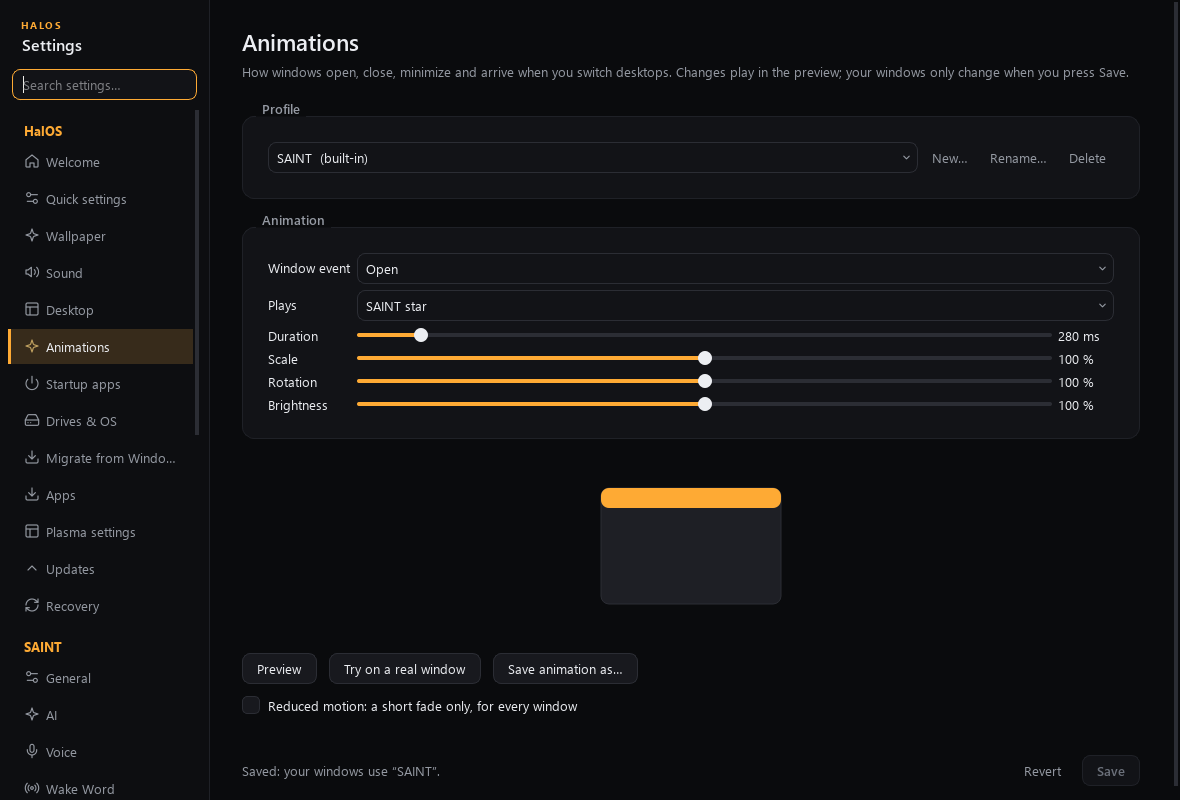 HALOS
Settings
Search settings...
HalOS
Welcome
Quick settings
Wallpaper
Sound
Desktop
Animations
Startup apps
Drives & OS
Migrate from Windo...
Apps
Plasma settings
Updates
Recovery
SAINT
General
AI
Voice
Wake Word
Animations
How windows open, close, minimize and arrive when you switch desktops. Changes play in the preview; your windows only change when you press Save.
Profile
SAINT (built-in)
New...
Rename...
Delete
Animation
Window event
Open
Plays
SAINT star
Duration
280 ms
Scale
100 %
Rotation
100 %
Brightness
100 %
Preview
Try on a real window
Save animation as...
Reduced motion: a short fade only, for every window
Saved: your windows use “SAINT”.
Revert
Save